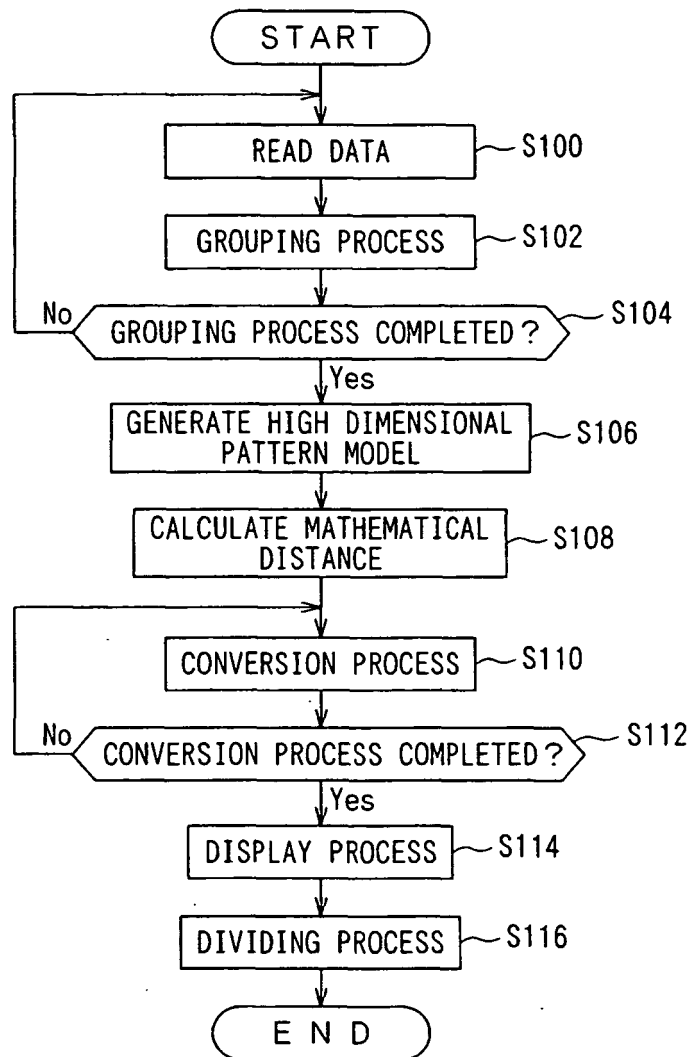 START
READ DATA
S100
GROUPING PROCESS
S102
No
GROUPING PROCESS COMPLETED?
S104
Yes
GENERATE HIGH DIMENSIONAL
PATTERN MODEL
S106
CALCULATE MATHEMATICAL
DISTANCE
S108
CONVERSION PROCESS
S110
No
CONVERSION PROCESS COMPLETED?
S112
Yes
DISPLAY PROCESS
S114
DIVIDING PROCESS
S116
END